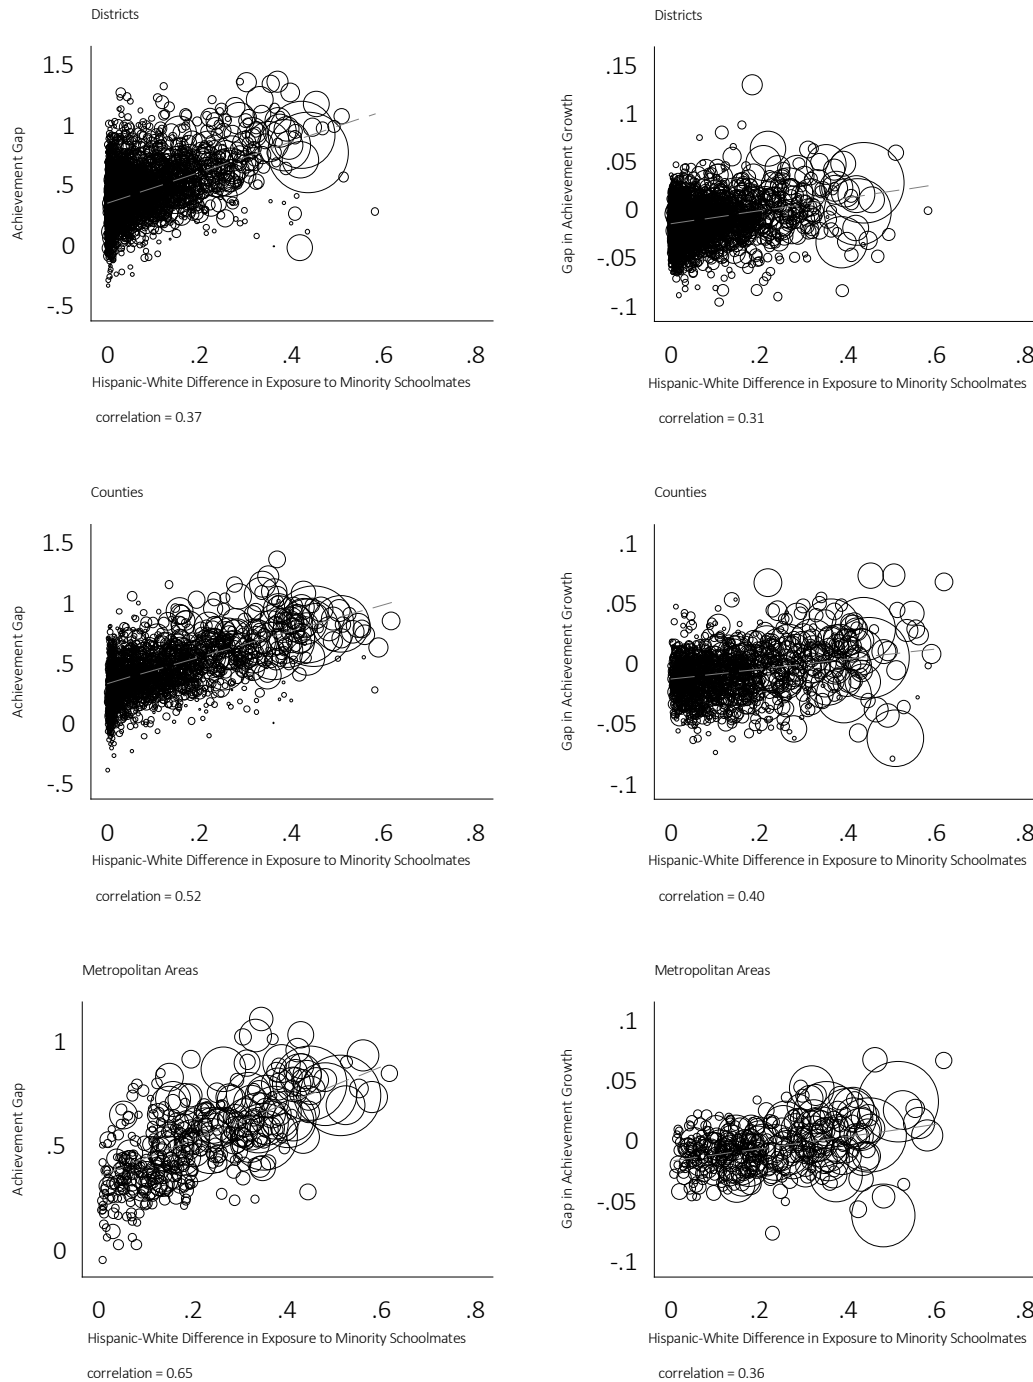 Districts
1.5
1
.5
0
-.5
Achievement Gap
0 .2 .4 .6 .8
Hispanic-White Difference in Exposure to Minority Schoolmates
correlation = 0.37
Districts
.15
.1
.05
0
-.05
-.1
Gap in Achievement Growth
0 .2 .4 .6 .8
Hispanic-White Difference in Exposure to Minority Schoolmates
correlation = 0.31
Counties
1.5
1
.5
0
-.5
Achievement Gap
0 .2 .4 .6 .8
Hispanic-White Difference in Exposure to Minority Schoolmates
correlation = 0.52
Counties
.1
.05
0
-.05
-.1
Gap in Achievement Growth
0 .2 .4 .6 .8
Hispanic-White Difference in Exposure to Minority Schoolmates
correlation = 0.40
Metropolitan Areas
1
.5
0
Achievement Gap
0 .2 .4 .6 .8
Hispanic-White Difference in Exposure to Minority Schoolmates
correlation = 0.65
Metropolitan Areas
.1
.05
0
-.05
-.1
Gap in Achievement Growth
0 .2 .4 .6 .8
Hispanic-White Difference in Exposure to Minority Schoolmates
correlation = 0.36